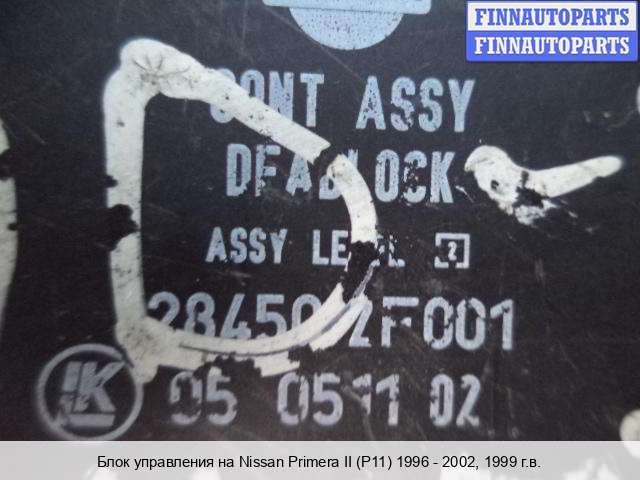 FINNAUTOPARTS
FINNAUTOPARTS
CONT ASSY
DEADLOCK
ASSY LEVEL 2
28450 2F001
LK 05 0511 02
Блок управления на Nissan Primera II (P11) 1996 - 2002, 1999 г.в.